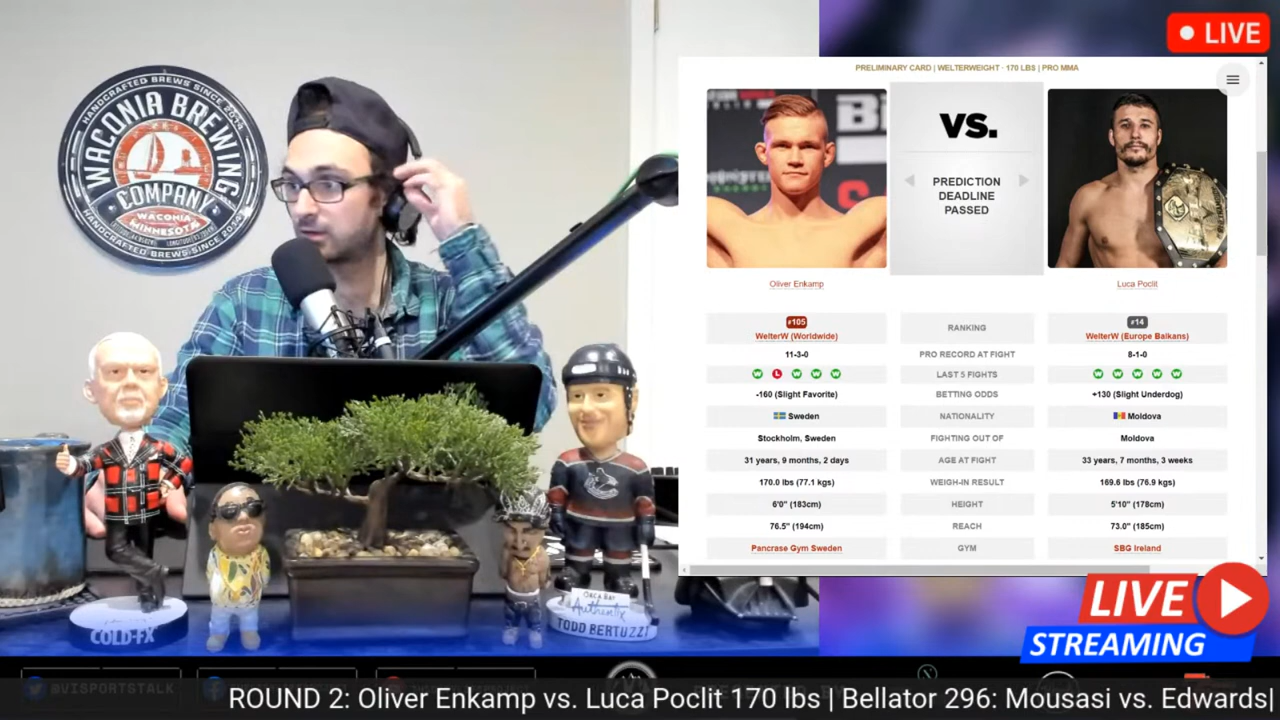 LIVE
PRELIMINARY CARD | WELTERWEIGHT · 170 LBS | PRO MMA
HANDCRAFTED BREWS SINCE 2014
WACONIA BREWING
COMPANY
WACONIA
MINNESOTA
HANDCRAFTED BREWS SINCE 2014
VS.
PREDICTION
DEADLINE
PASSED
Oliver Enkamp
Luca Poclit
#105 RANKING #14
WelterW (Worldwide) WelterW (Europe Balkans)
11-3-0 PRO RECORD AT FIGHT 8-1-0
W L W W W LAST 5 FIGHTS W W W W W
-160 (Slight Favorite) BETTING ODDS +130 (Slight Underdog)
Sweden NATIONALITY Moldova
Stockholm, Sweden FIGHTING OUT OF Moldova
31 years, 9 months, 2 days AGE AT FIGHT 33 years, 7 months, 3 weeks
170.0 lbs (77.1 kgs) WEIGH-IN RESULT 169.6 lbs (76.9 kgs)
6'0" (183cm) HEIGHT 5'10" (178cm)
76.5" (194cm) REACH 73.0" (185cm)
Pancrase Gym Sweden GYM SBG Ireland
COLD-FX
ORCA BAY
Authentix
TODD BERTUZZI
LIVE
STREAMING
@VISPORTSTALK
ROUND 2: Oliver Enkamp vs. Luca Poclit 170 lbs | Bellator 296: Mousasi vs. Edwards|